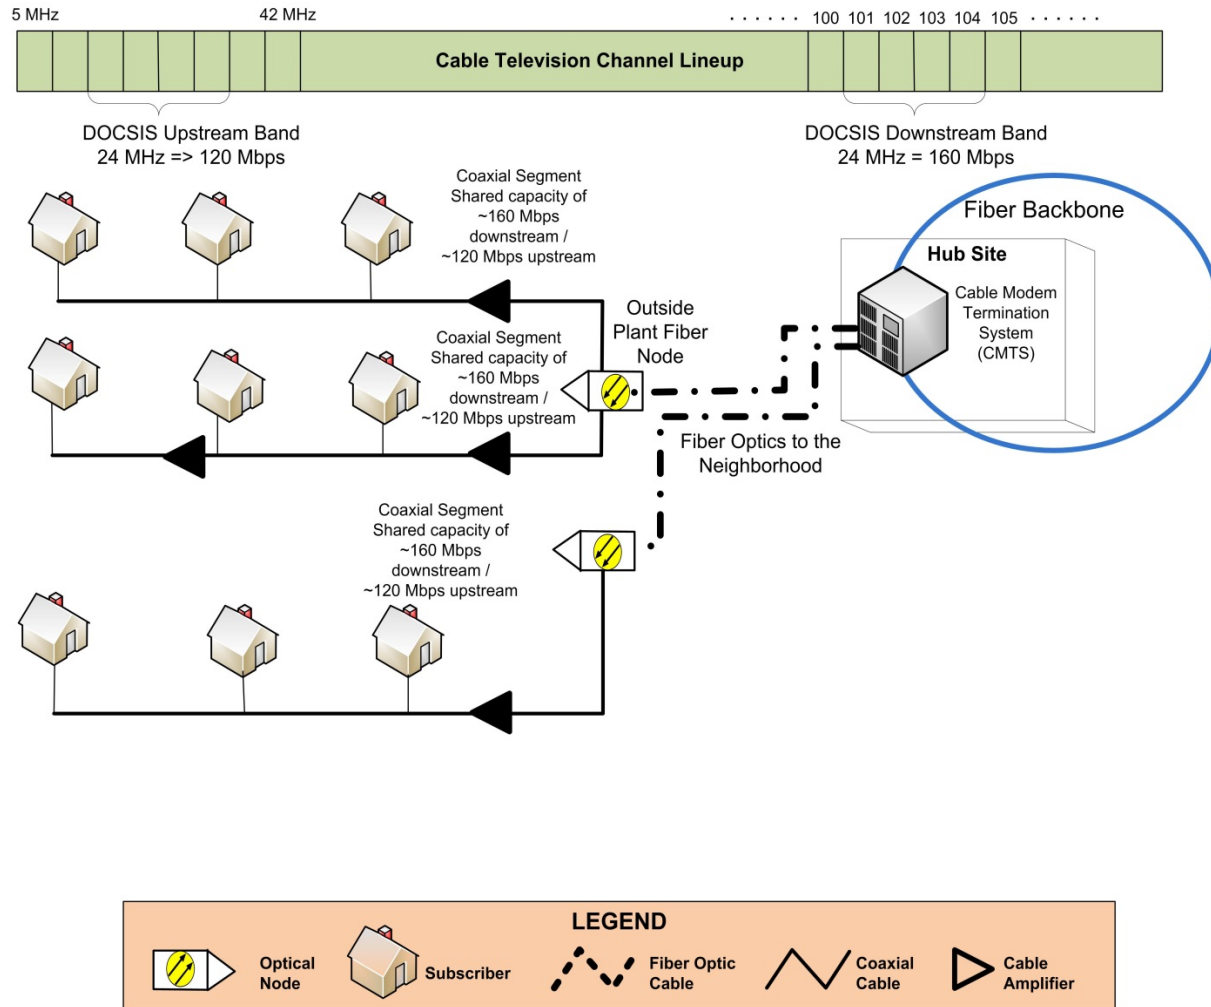 5 MHz
42 MHz
. . . . . . 100 101 102 103 104 105 . . . . . .
Cable Television Channel Lineup
DOCSIS Upstream Band
24 MHz => 120 Mbps
DOCSIS Downstream Band
24 MHz = 160 Mbps
Coaxial Segment
Shared capacity of
~160 Mbps
downstream /
~120 Mbps upstream
Fiber Backbone
Hub Site
Cable Modem
Termination
System
(CMTS)
Outside
Plant Fiber
Node
Coaxial Segment
Shared capacity of
~160 Mbps
downstream /
~120 Mbps upstream
Fiber Optics to the
Neighborhood
Coaxial Segment
Shared capacity of
~160 Mbps
downstream /
~120 Mbps upstream
LEGEND
Optical
Node
Subscriber
Fiber Optic
Cable
Coaxial
Cable
Cable
Amplifier